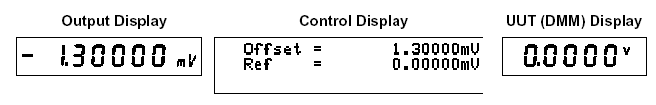 Output Display
Control Display
UUT (DMM) Display
- 1.30000 mV
Offset = 1.30000mV
Ref = 0.00000mV
0.0000 v